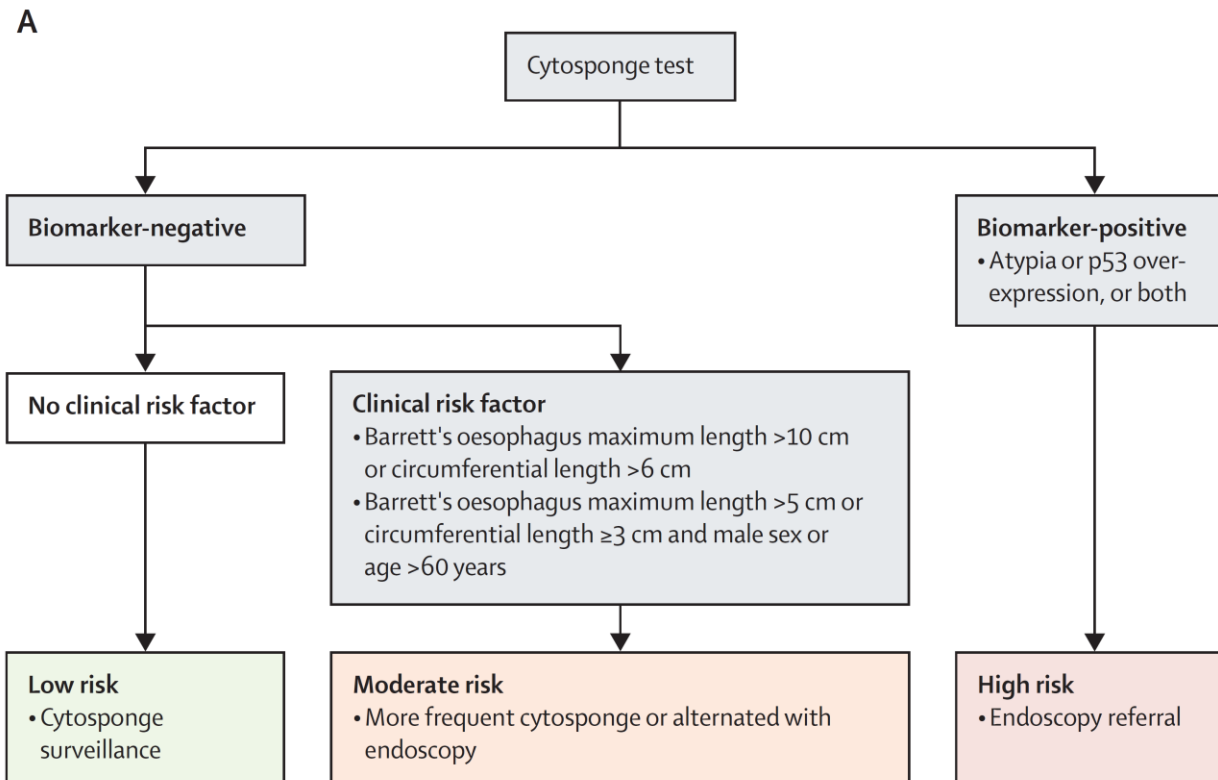 A
Cytosponge test
Biomarker-negative
Biomarker-positive
• Atypia or p53 over-
expression, or both
No clinical risk factor
Clinical risk factor
• Barrett's oesophagus maximum length >10 cm
or circumferential length >6 cm
• Barrett's oesophagus maximum length >5 cm or
circumferential length ≥3 cm and male sex or
age >60 years
Low risk
• Cytosponge
surveillance
Moderate risk
• More frequent cytosponge or alternated with
endoscopy
High risk
• Endoscopy referral